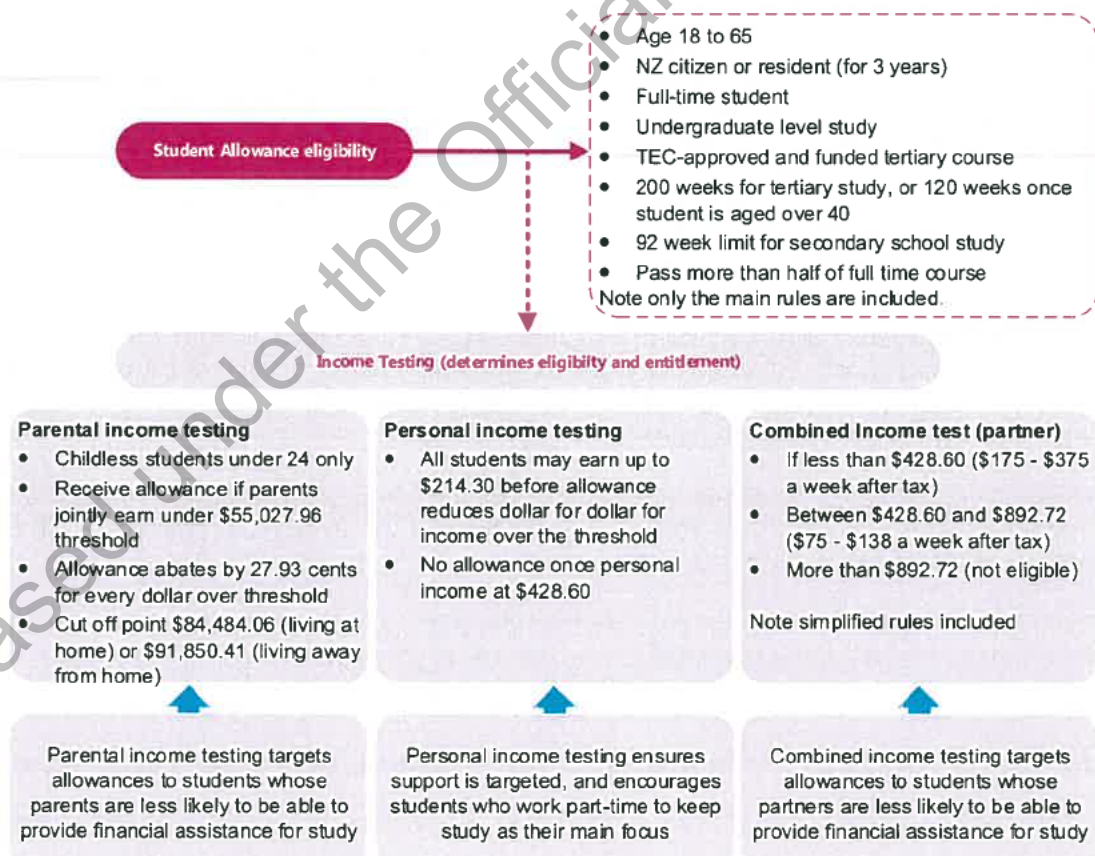 Student Allowance eligibility
• Age 18 to 65
• NZ citizen or resident (for 3 years)
• Full-time student
• Undergraduate level study
• TEC-approved and funded tertiary course
• 200 weeks for tertiary study, or 120 weeks once
student is aged over 40
• 92 week limit for secondary school study
• Pass more than half of full time course
Note only the main rules are included.
Income Testing (determines eligibilty and entitlement)
Parental income testing
• Childless students under 24 only
• Receive allowance if parents
jointly earn under $55,027.96
threshold
• Allowance abates by 27.93 cents
for every dollar over threshold
• Cut off point $84,484.06 (living at
home) or $91,850.41 (living away
from home)
Personal income testing
• All students may earn up to
$214.30 before allowance
reduces dollar for dollar for
income over the threshold
• No allowance once personal
income at $428.60
Combined Income test (partner)
• If less than $428.60 ($175 - $375
a week after tax)
• Between $428.60 and $892.72
($75 - $138 a week after tax)
• More than $892.72 (not eligible)
Note simplified rules included
Parental income testing targets
allowances to students whose
parents are less likely to be able to
provide financial assistance for study
Personal income testing ensures
support is targeted, and encourages
students who work part-time to keep
study as their main focus
Combined income testing targets
allowances to students whose
partners are less likely to be able to
provide financial assistance for study
ased under the Official